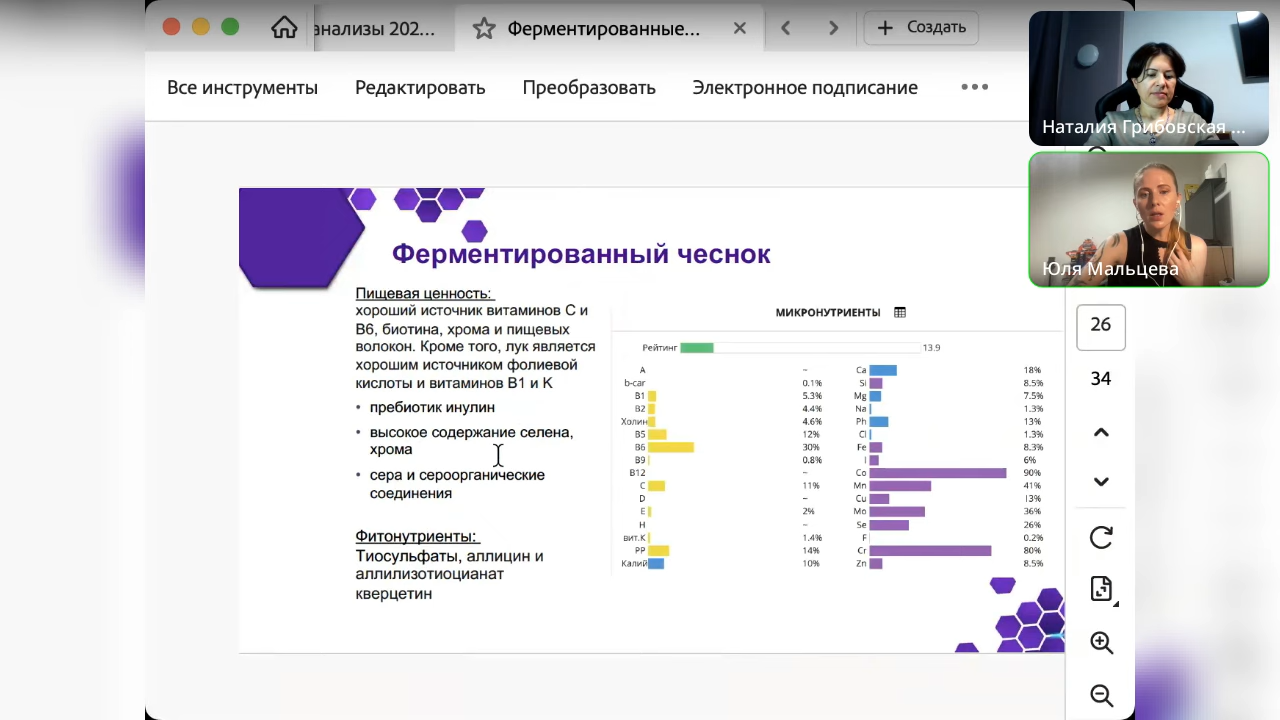 анализы 202...
Ферментированные...
Создать
Все инструменты
Редактировать
Преобразовать
Электронное подписание
Наталия Грибовская ...
Юля Мальцева
Ферментированный чеснок
Пищевая ценность:
хороший источник витаминов C и
B6, биотина, хрома и пищевых
волокон. Кроме того, лук является
хорошим источником фолиевой
кислоты и витаминов B1 и K
• пребиотик инулин
• высокое содержание селена,
хрома
• сера и сероорганические
соединения
Фитонутриенты:
Тиосульфаты, аллицин и
аллилизотиоцианат
кверцетин
МИКРОНУТРИЕНТЫ
Рейтинг 13.9
A ~ Ca 18%
b-car 0.1% Si 8.5%
B1 5.3% Mg 7.5%
B2 4.4% Na 1.3%
Холин 4.6% Ph 13%
B5 12% Cl 1.3%
B6 30% Fe 8.3%
B9 0.8% I 6%
B12 ~ Co 90%
C 11% Mn 41%
D ~ Cu 13%
E 2% Mo 36%
H ~ Se 26%
вит.K 1.4% F 0.2%
PP 14% Cr 80%
Калий 10% Zn 8.5%
26
34